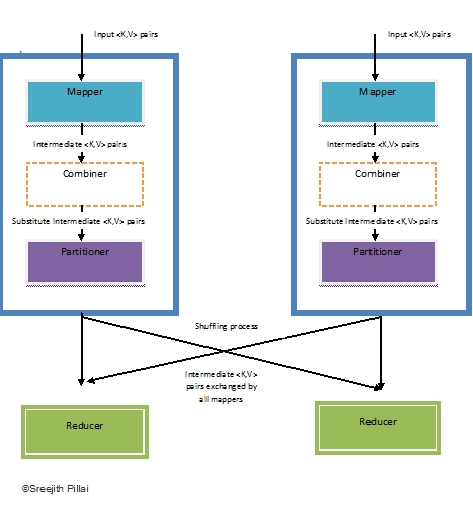 Input <K,V> pairs
Input <K,V> pairs
Mapper
Mapper
Intermediate <K,V> pairs
Intermediate <K,V> pairs
Combiner
Combiner
Substitute Intermediate <K,V> pairs
Substitute Intermediate <K,V> pairs
Partitioner
Partitioner
Shuffling process
Intermediate <K,V>
pairs exchanged by
all mappers
Reducer
Reducer
©Sreejith Pillai